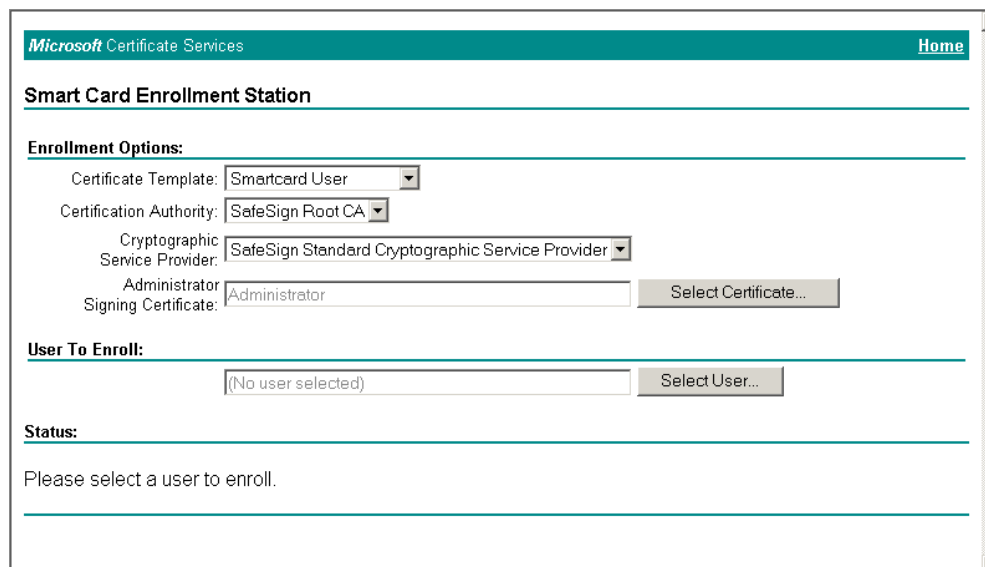 Microsoft Certificate Services Home
Smart Card Enrollment Station
Enrollment Options:
Certificate Template: Smartcard User
Certification Authority: SafeSign Root CA
Cryptographic
Service Provider: SafeSign Standard Cryptographic Service Provider
Administrator
Signing Certificate: Administrator Select Certificate...
User To Enroll:
(No user selected) Select User...
Status:
Please select a user to enroll.